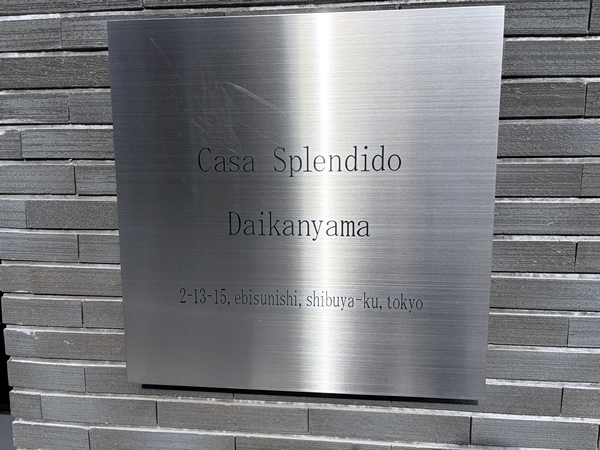 Casa Splendido
Daikanyama
2-13-15, ebisunishi, shibuya-ku, tokyo